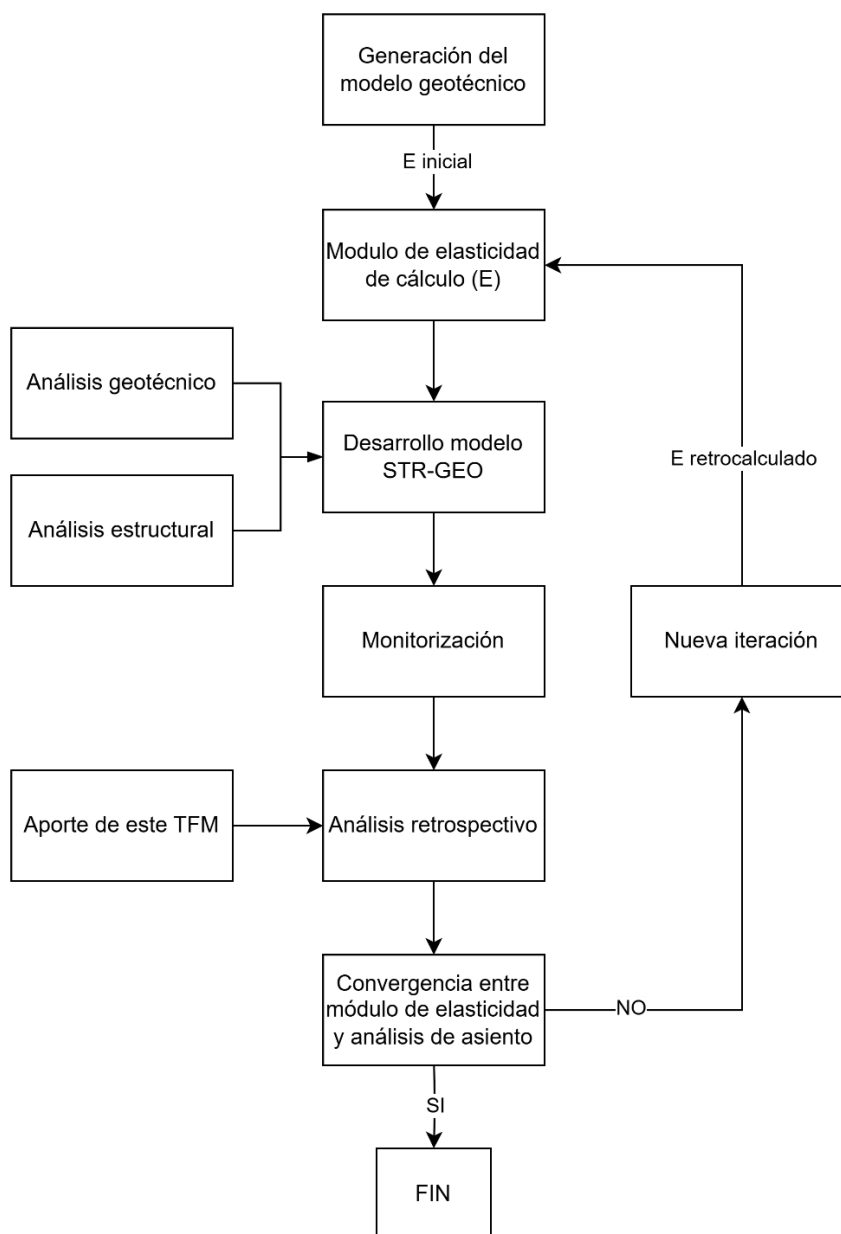 Generación del
modelo geotécnico
E inicial
Modulo de elasticidad
de cálculo (E)
Análisis geotécnico
Desarrollo modelo
STR-GEO
E retrocalculado
Análisis estructural
Monitorización
Nueva iteración
Aporte de este TFM
Análisis retrospectivo
Convergencia entre
módulo de elasticidad
y análisis de asiento
NO
SI
FIN